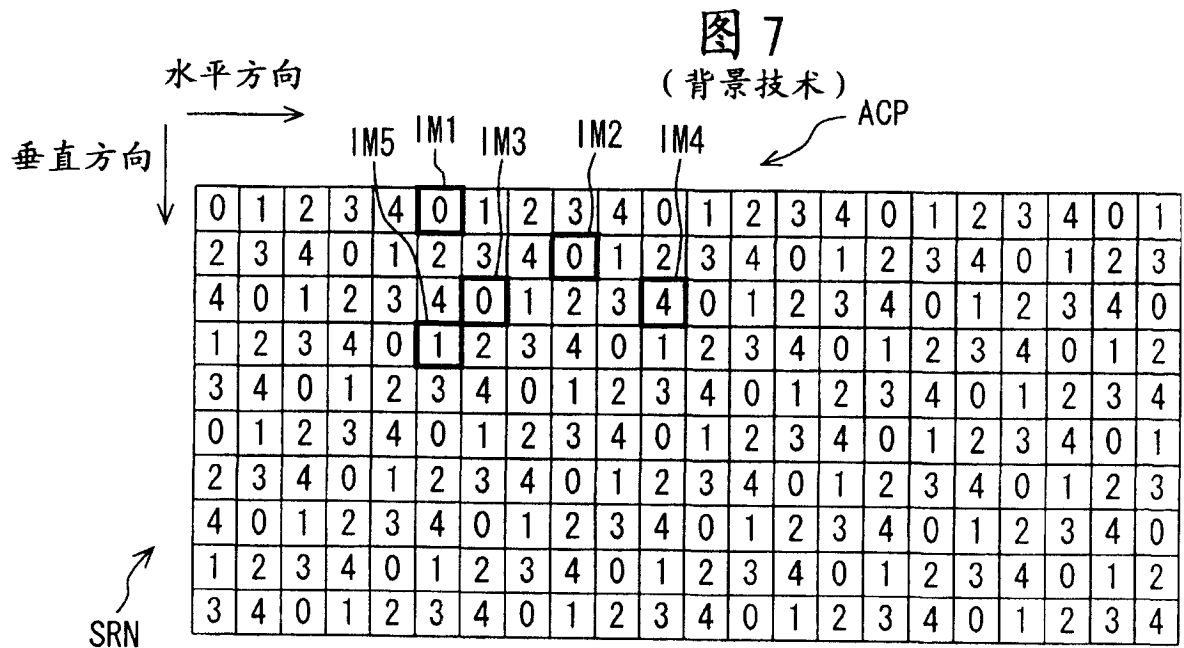 图 7
(背景技术)
水平方向
垂直方向
ACP
IM5 IM1 IM3 IM2 IM4
0 1 2 3 4 0 1 2 3 4 0 1 2 3 4 0 1 2 3 4 0 1
2 3 4 0 1 2 3 4 0 1 2 3 4 0 1 2 3 4 0 1 2 3
4 0 1 2 3 4 0 1 2 3 4 0 1 2 3 4 0 1 2 3 4 0
1 2 3 4 0 1 2 3 4 0 1 2 3 4 0 1 2 3 4 0 1 2
3 4 0 1 2 3 4 0 1 2 3 4 0 1 2 3 4 0 1 2 3 4
0 1 2 3 4 0 1 2 3 4 0 1 2 3 4 0 1 2 3 4 0 1
2 3 4 0 1 2 3 4 0 1 2 3 4 0 1 2 3 4 0 1 2 3
4 0 1 2 3 4 0 1 2 3 4 0 1 2 3 4 0 1 2 3 4 0
1 2 3 4 0 1 2 3 4 0 1 2 3 4 0 1 2 3 4 0 1 2
3 4 0 1 2 3 4 0 1 2 3 4 0 1 2 3 4 0 1 2 3 4
SRN